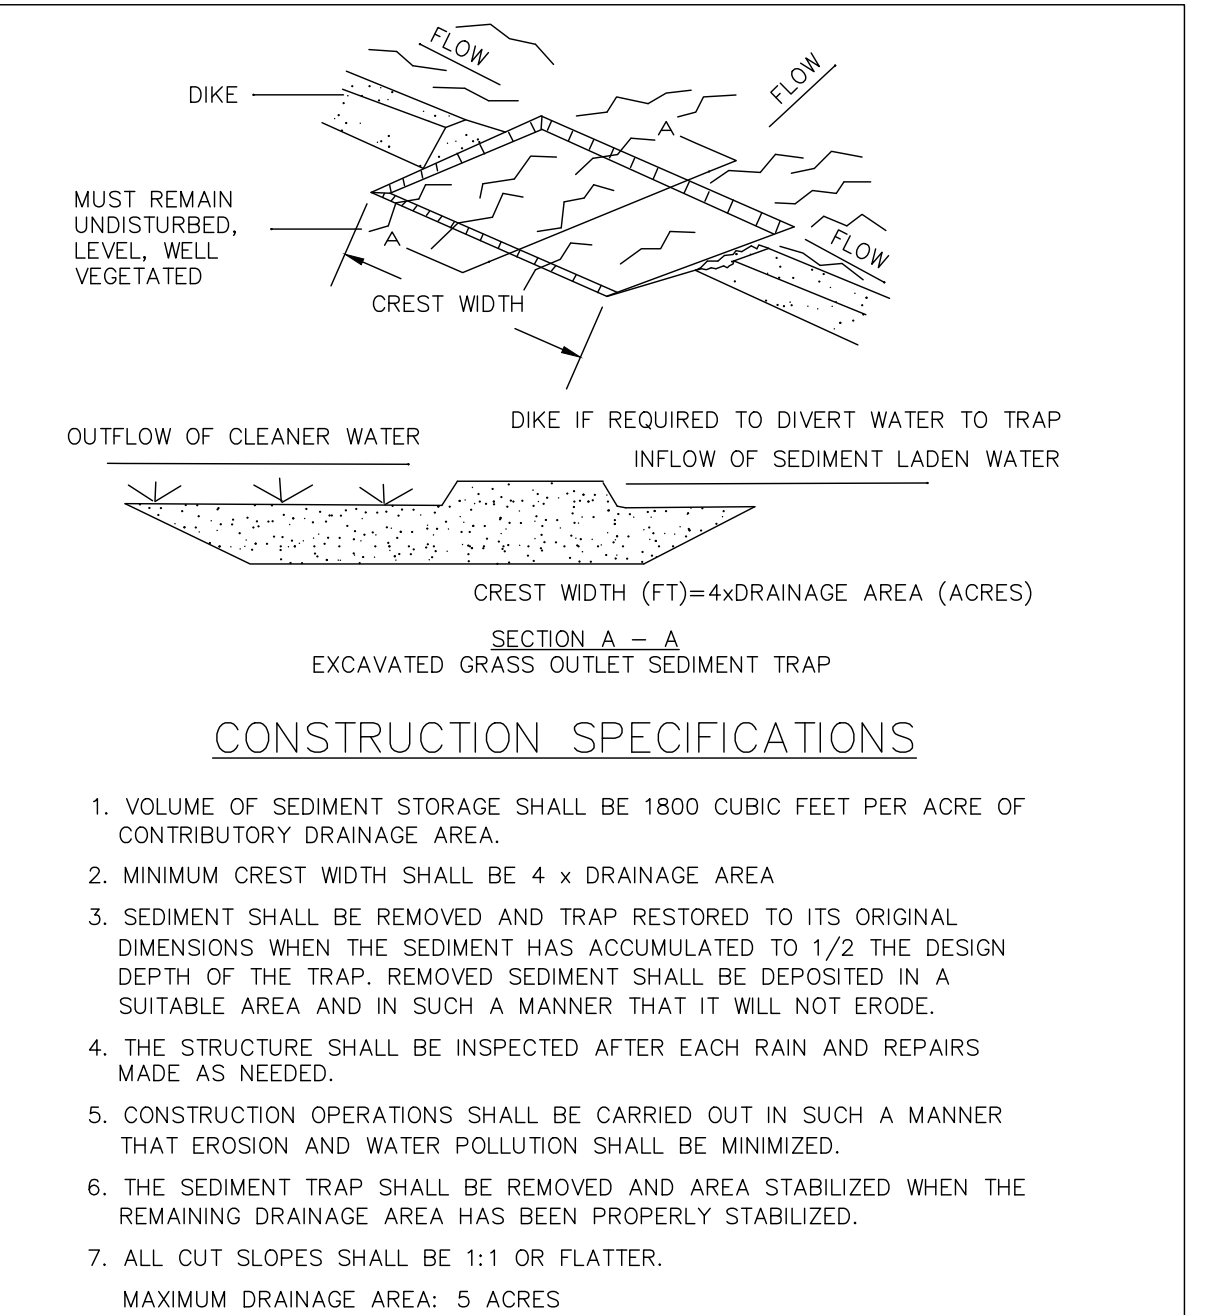 FLOW
FLOW
DIKE
A
MUST REMAIN
UNDISTURBED,
LEVEL, WELL
VEGETATED
A
FLOW
CREST WIDTH
DIKE IF REQUIRED TO DIVERT WATER TO TRAP
OUTFLOW OF CLEANER WATER
INFLOW OF SEDIMENT LADEN WATER
CREST WIDTH (FT)=4xDRAINAGE AREA (ACRES)
SECTION A – A
EXCAVATED GRASS OUTLET SEDIMENT TRAP
CONSTRUCTION SPECIFICATIONS
1. VOLUME OF SEDIMENT STORAGE SHALL BE 1800 CUBIC FEET PER ACRE OF
CONTRIBUTORY DRAINAGE AREA.
2. MINIMUM CREST WIDTH SHALL BE 4 x DRAINAGE AREA
3. SEDIMENT SHALL BE REMOVED AND TRAP RESTORED TO ITS ORIGINAL
DIMENSIONS WHEN THE SEDIMENT HAS ACCUMULATED TO 1/2 THE DESIGN
DEPTH OF THE TRAP. REMOVED SEDIMENT SHALL BE DEPOSITED IN A
SUITABLE AREA AND IN SUCH A MANNER THAT IT WILL NOT ERODE.
4. THE STRUCTURE SHALL BE INSPECTED AFTER EACH RAIN AND REPAIRS
MADE AS NEEDED.
5. CONSTRUCTION OPERATIONS SHALL BE CARRIED OUT IN SUCH A MANNER
THAT EROSION AND WATER POLLUTION SHALL BE MINIMIZED.
6. THE SEDIMENT TRAP SHALL BE REMOVED AND AREA STABILIZED WHEN THE
REMAINING DRAINAGE AREA HAS BEEN PROPERLY STABILIZED.
7. ALL CUT SLOPES SHALL BE 1:1 OR FLATTER.
MAXIMUM DRAINAGE AREA: 5 ACRES